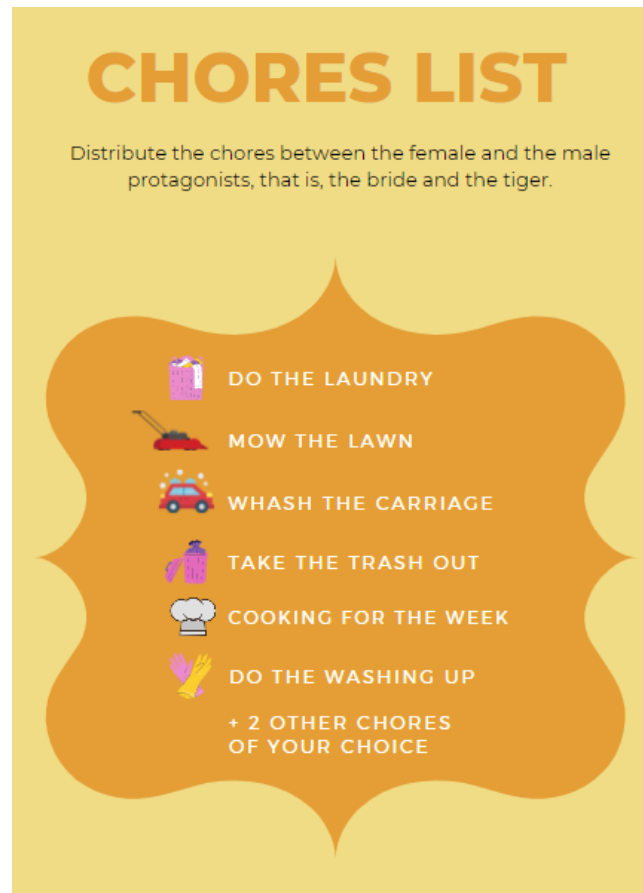 CHORES LIST
Distribute the chores between the female and the male
protagonists, that is, the bride and the tiger.
DO THE LAUNDRY
MOW THE LAWN
WHASH THE CARRIAGE
TAKE THE TRASH OUT
COOKING FOR THE WEEK
DO THE WASHING UP
+ 2 OTHER CHORES
OF YOUR CHOICE